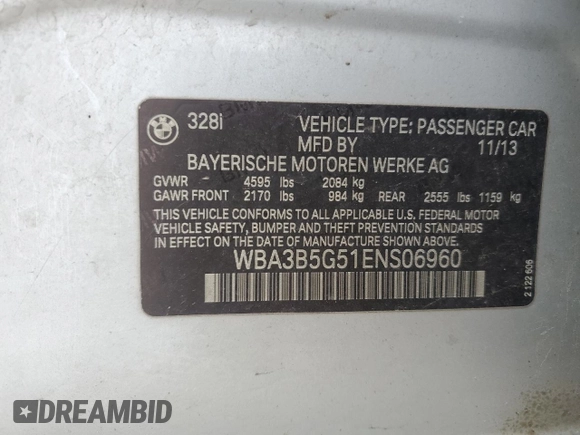 328i VEHICLE TYPE: PASSENGER CAR
MFD BY 11/13
BAYERISCHE MOTOREN WERKE AG
GVWR 4595 lbs 2084 kg
GAWR FRONT 2170 lbs 984 kg REAR 2555 lbs 1159 kg
THIS VEHICLE CONFORMS TO ALL APPLICABLE U.S. FEDERAL MOTOR
VEHICLE SAFETY, BUMPER AND THEFT PREVENTION STANDARDS
IN EFFECT ON THE DATE OF MANUFACTURE SHOWN ABOVE.
WBA3B5G51ENS06960
2 122 606
DREAMBID